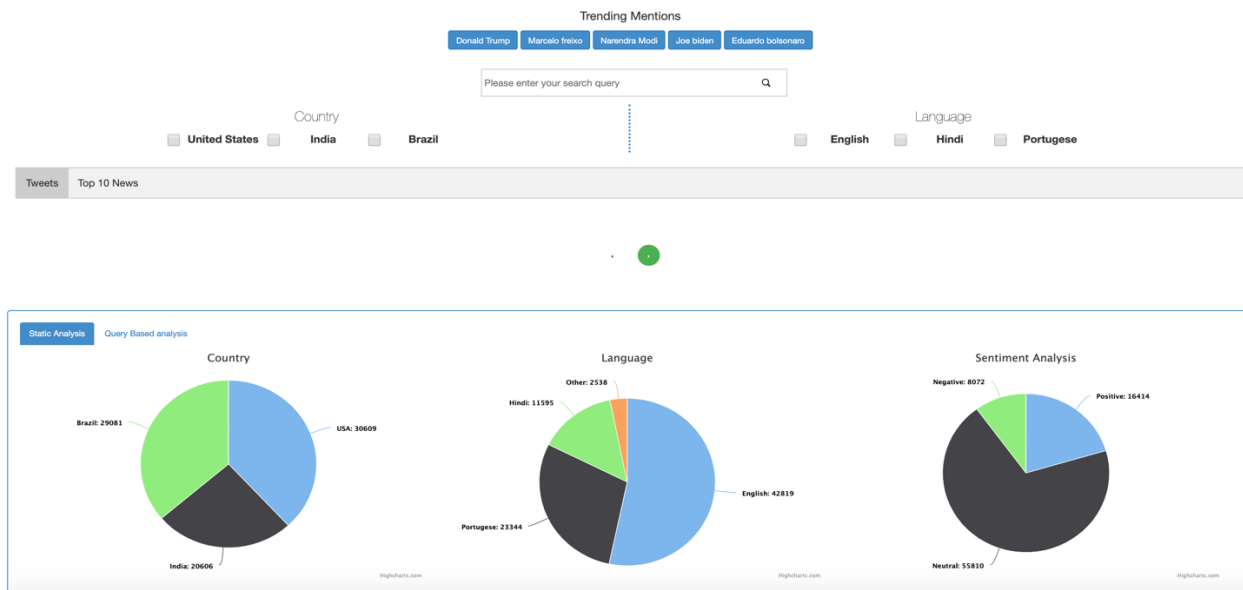 Trending Mentions
Donald Trump Marcelo freixo Narendra Modi Joe biden Eduardo bolsonaro
Please enter your search query
Country Language
United States India Brazil English Hindi Portugese
Tweets Top 10 News
Static Analysis Query Based analysis
Country
Brazil: 29081
USA: 30609
India: 20606
Highcharts.com
Language
Other: 2538
Hindi: 11595
English: 42819
Portugese: 23344
Highcharts.com
Sentiment Analysis
Negative: 8072
Positive: 16414
Neutral: 55810
Highcharts.com